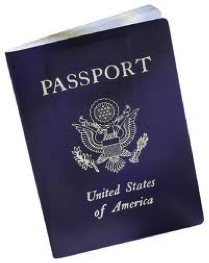 PASSPORT
United States
of America